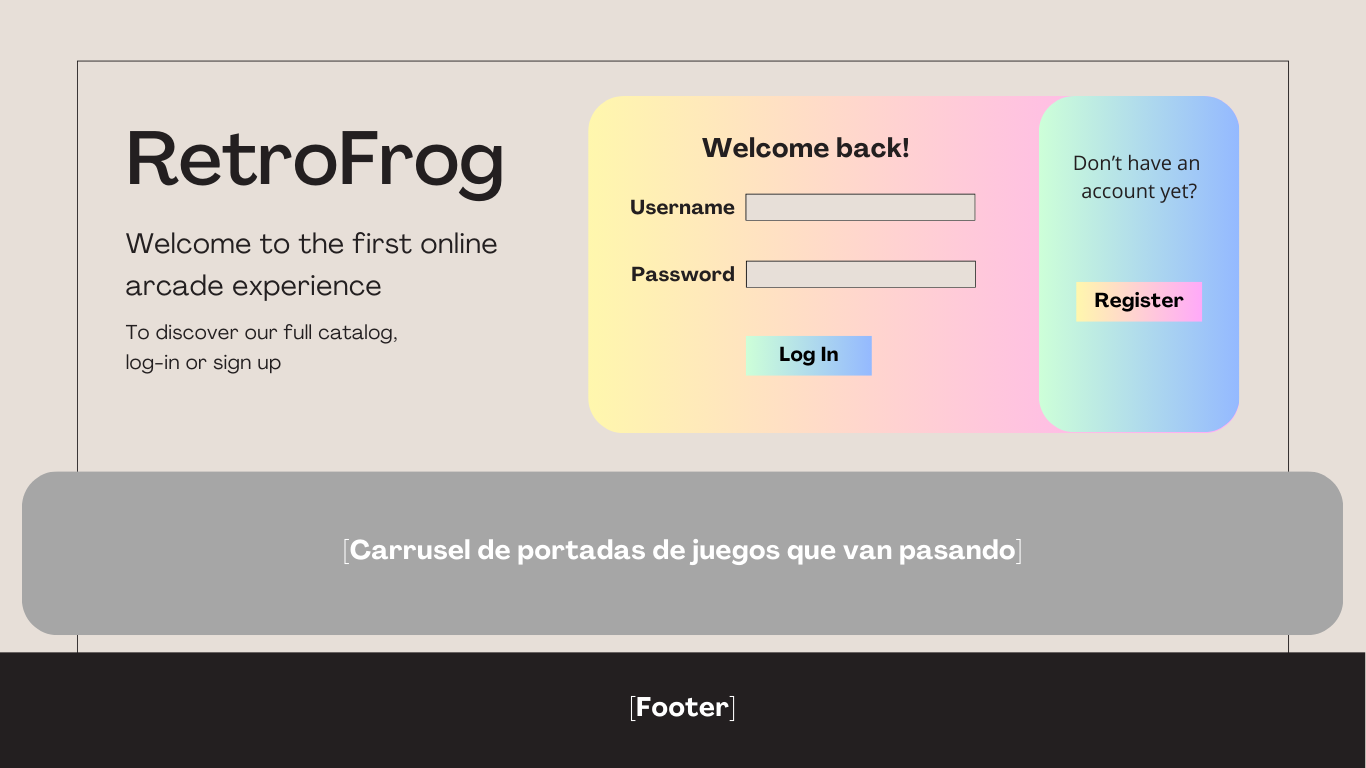 RetroFrog
Welcome to the first online
arcade experience
To discover our full catalog,
log-in or sign up
Welcome back!
Username
Password
Log In
Don’t have an
account yet?
Register
[Carrusel de portadas de juegos que van pasando]
[Footer]